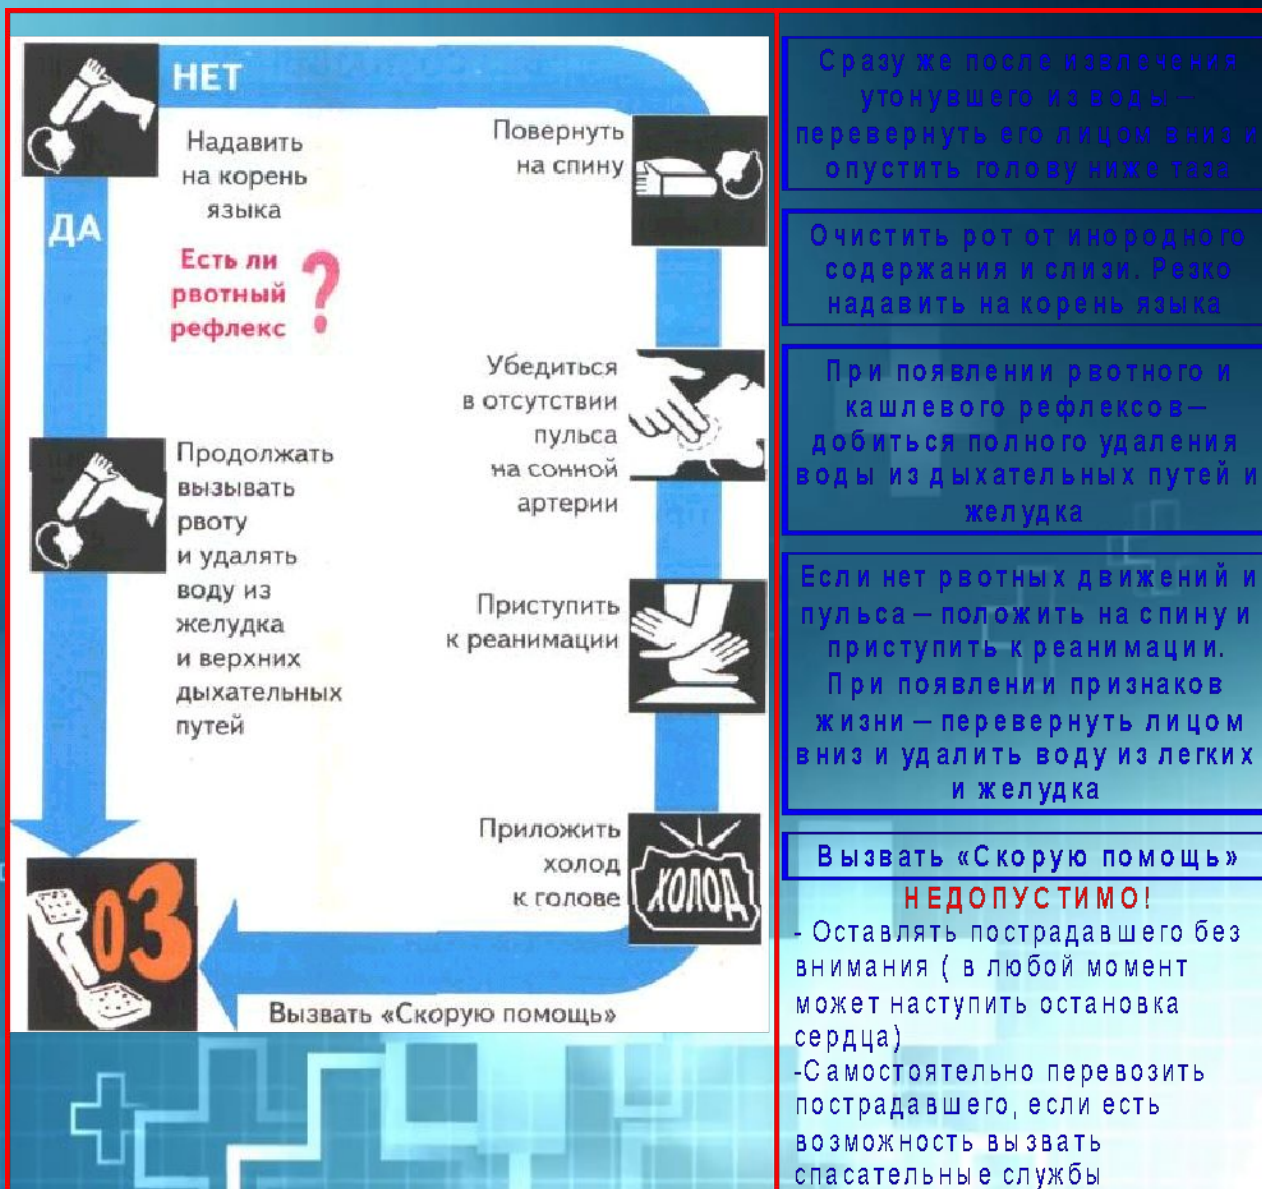 НЕТ
Надавить
на корень
языка
ДА
Есть ли
рвотный
рефлекс
?
Продолжать
вызывать
рвоту
и удалять
воду из
желудка
и верхних
дыхательных
путей
03
Повернуть
на спину
Убедиться
в отсутствии
пульса
на сонной
артерии
Приступить
к реанимации
Приложить
холод
к голове
ХОЛОД
Вызвать «Скорую помощь»
Сразу же после извлечения
утонувшего из воды —
перевернуть его лицом вниз и
опустить голову ниже таза
Очистить рот от инородного
содержания и слизи. Резко
надавить на корень языка
При появлении рвотного и
кашлевого рефлексов—
добиться полного удаления
воды из дыхательных путей и
желудка
Если нет рвотных движений и
пульса — положить на спину и
приступить к реанимации.
При появлении признаков
жизни — перевернуть лицом
вниз и удалить воду из легких
и желудка
Вызвать «Скорую помощь»
НЕДОПУСТИМО!
- Оставлять пострадавшего без
внимания ( в любой момент
может наступить остановка
сердца)
-Самостоятельно перевозить
пострадавшего, если есть
возможность вызвать
спасательные службы